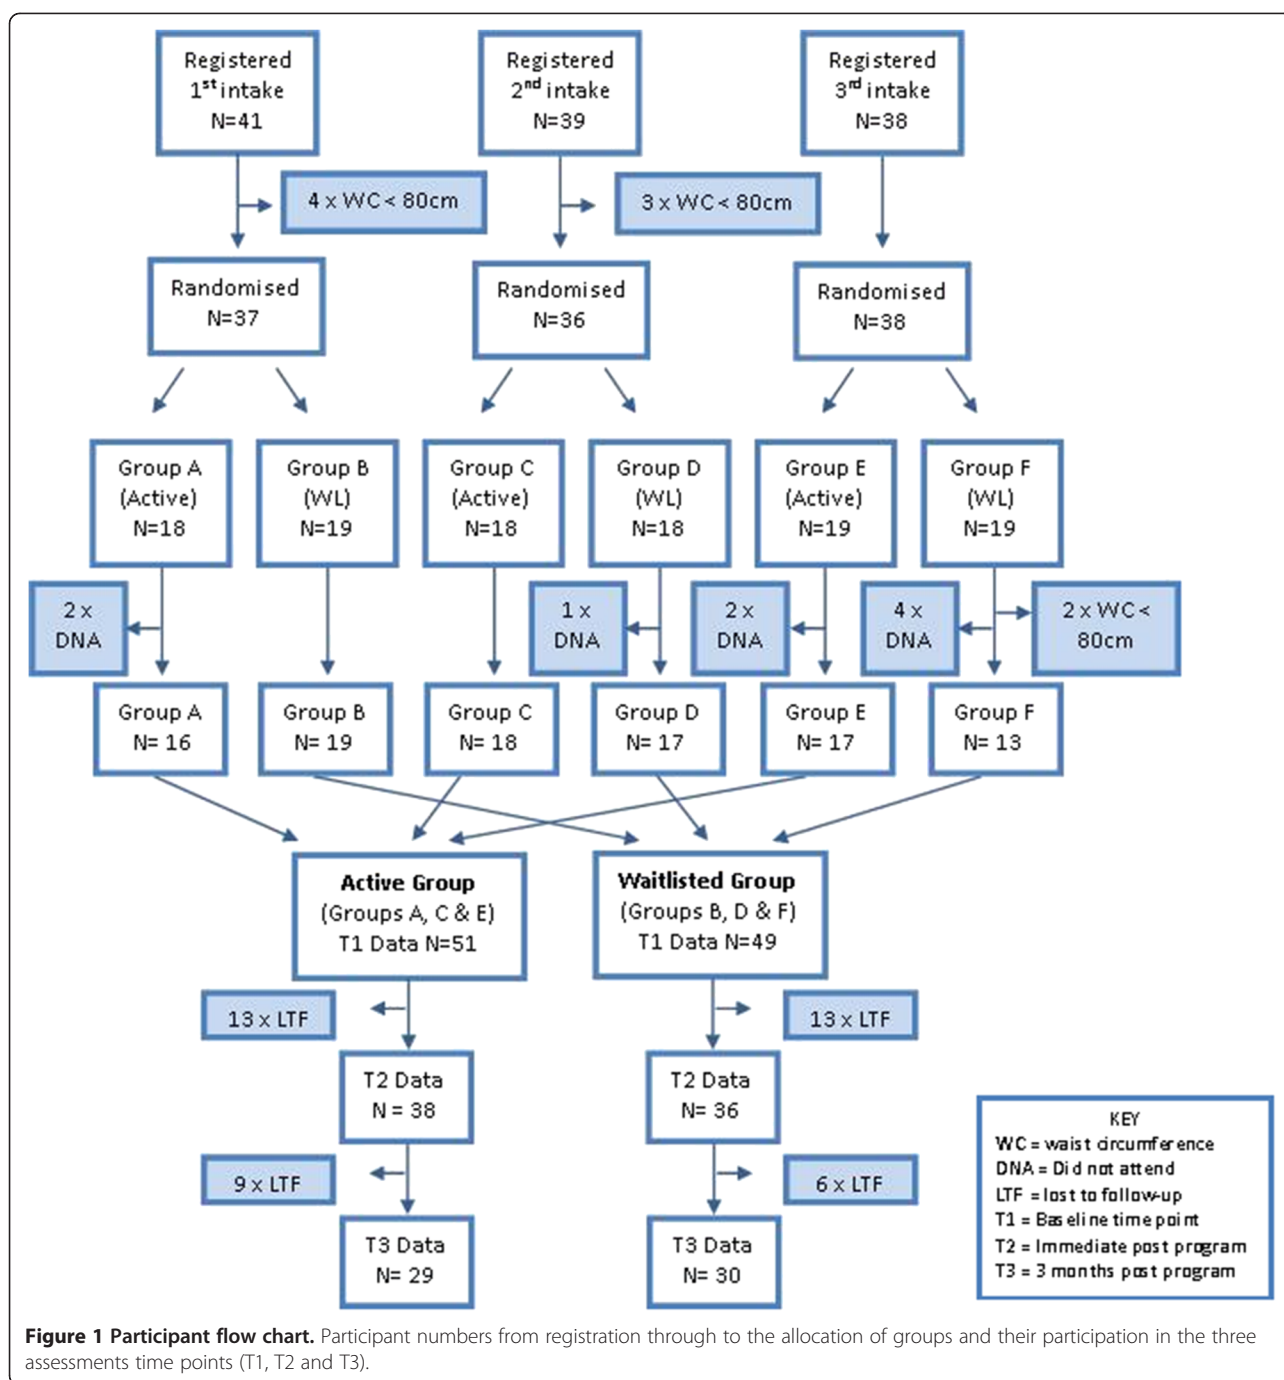 Registered
1st intake
N=41
Registered
2nd intake
N=39
Registered
3rd intake
N=38
4 x WC < 80cm
3 x WC < 80cm
Randomised
N=37
Randomised
N=36
Randomised
N=38
Group A
(Active)
N=18
Group B
(WL)
N=19
Group C
(Active)
N=18
Group D
(WL)
N=18
Group E
(Active)
N=19
Group F
(WL)
N=19
2 x
DNA
1 x
DNA
2 x
DNA
4 x
DNA
2 x WC <
80cm
Group A
N= 16
Group B
N= 19
Group C
N= 18
Group D
N= 17
Group E
N= 17
Group F
N= 13
Active Group
(Groups A, C & E)
T1 Data N=51
Waitlisted Group
(Groups B, D & F)
T1 Data N=49
13 x LTF
13 x LTF
T2 Data
N = 38
T2 Data
N= 36
9 x LTF
6 x LTF
T3 Data
N= 29
T3 Data
N= 30
KEY
WC = waist circumference
DNA = Did not attend
LTF = lost to follow-up
T1 = Baseline time point
T2 = Immediate post program
T3 = 3 months post program
Figure 1 Participant flow chart. Participant numbers from registration through to the allocation of groups and their participation in the three
assessments time points (T1, T2 and T3).